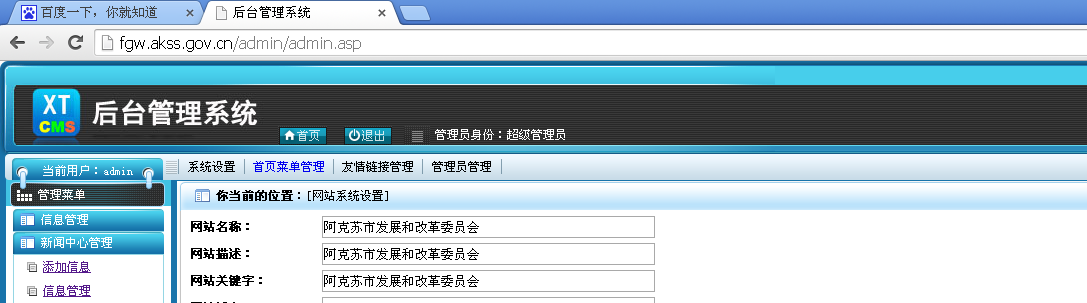 百度一下，你就知道
后台管理系统
fgw.akss.gov.cn/admin/admin.asp
XT
CMS
后台管理系统
首页 退出 管理员身份：超级管理员
当前用户：admin
系统设置 首页菜单管理 友情链接管理 管理员管理
管理菜单
你当前的位置：[网站系统设置]
信息管理
网站名称： 阿克苏市发展和改革委员会
新闻中心管理
网站描述： 阿克苏市发展和改革委员会
添加信息
网站关键字： 阿克苏市发展和改革委员会
信息管理